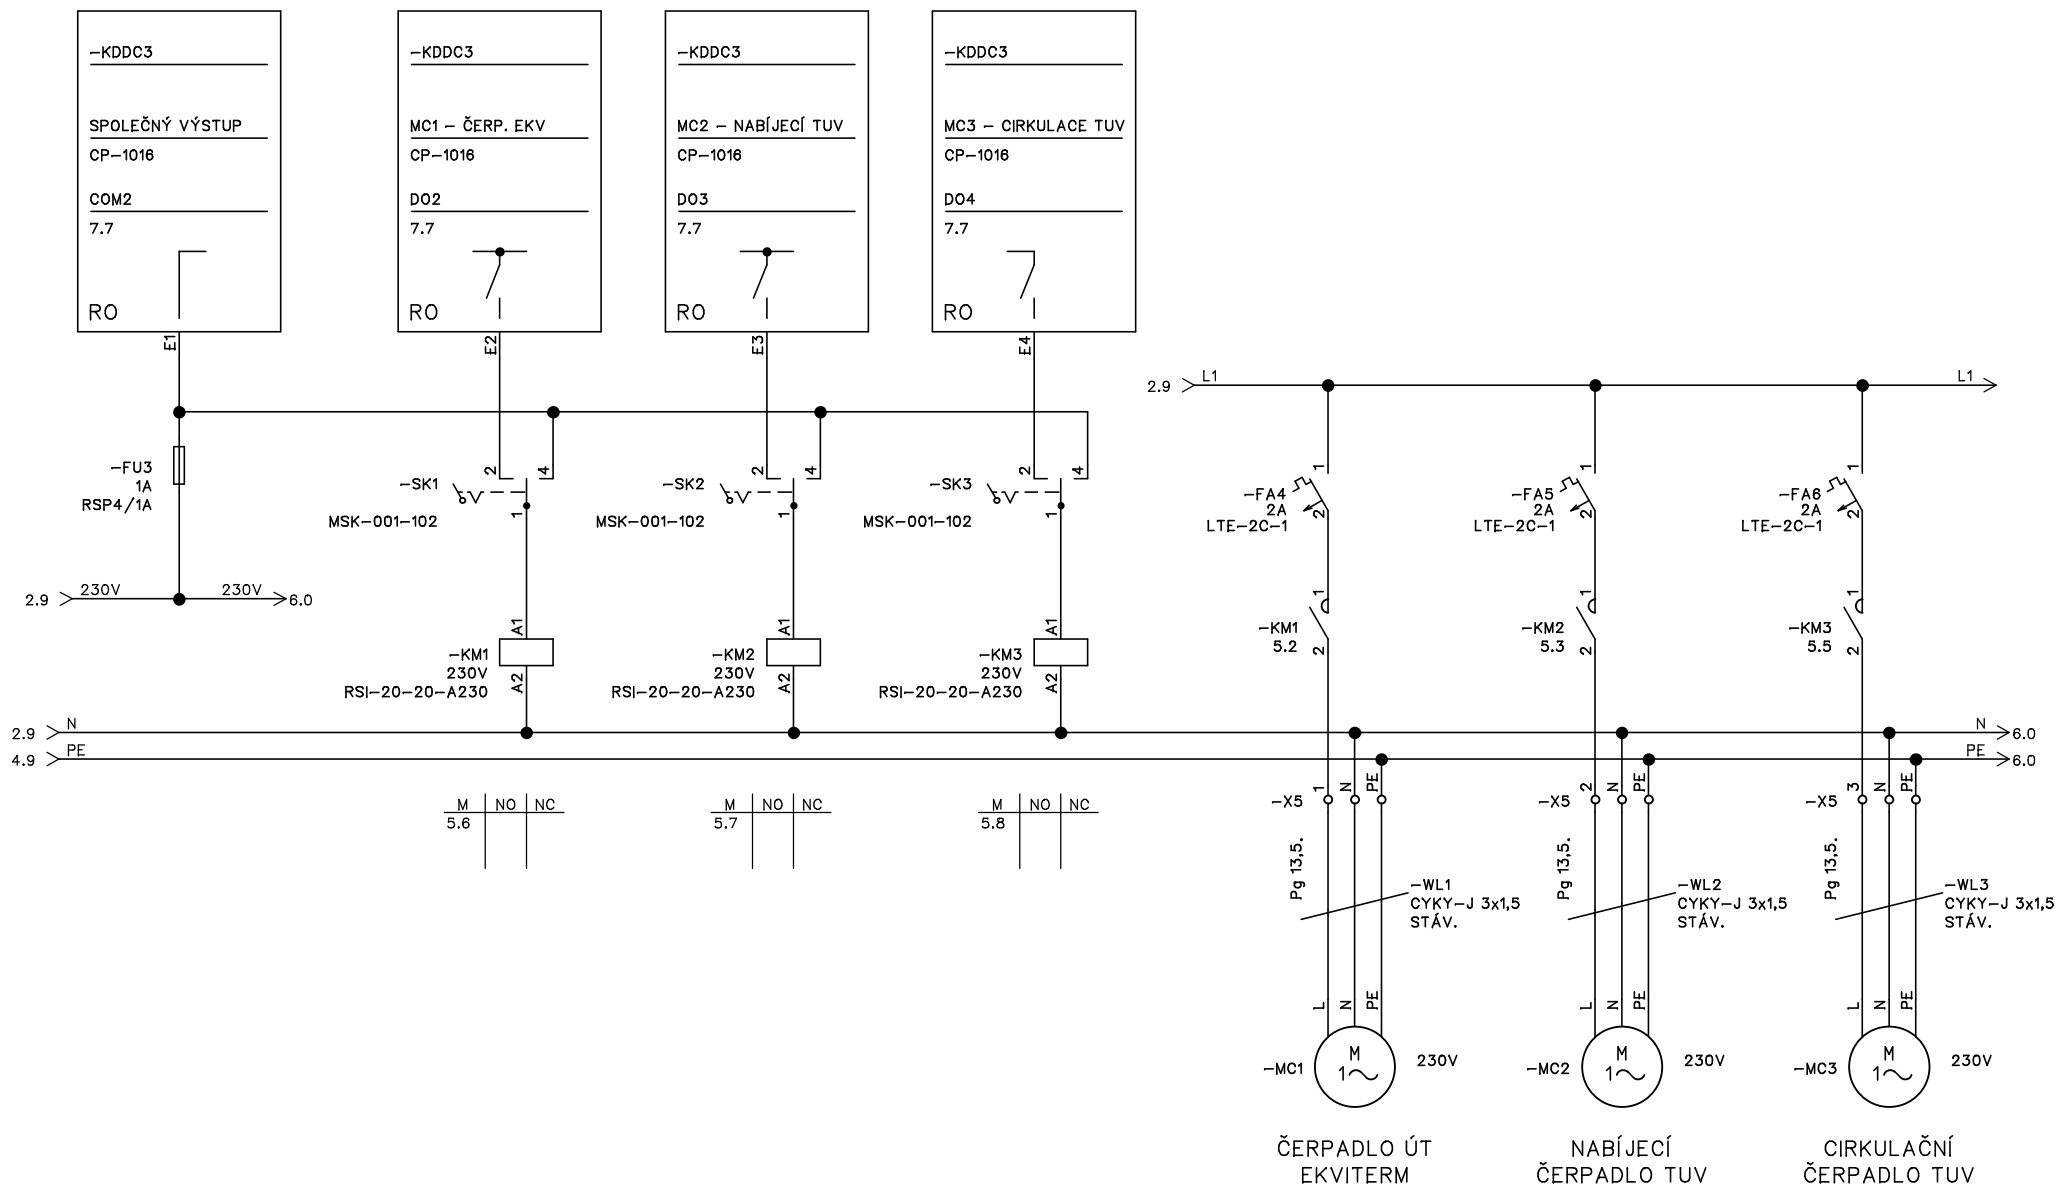 -KDDC3
SPOLEČNÝ VÝSTUP
CP-1016
COM2
7.7
RO
E1
-KDDC3
MC1 - ČERP. EKV
CP-1016
DO2
7.7
RO
E2
-KDDC3
MC2 - NABÍJECÍ TUV
CP-1016
DO3
7.7
RO
E3
-KDDC3
MC3 - CIRKULACE TUV
CP-1016
DO4
7.7
RO
E4
-FU3
1A
RSP4/1A
2.9
230V
230V
6.0
2
4
-SK1
MSK-001-102
1
2
4
-SK2
MSK-001-102
1
2
4
-SK3
MSK-001-102
1
A1
-KM1
230V
RSI-20-20-A230
A2
A1
-KM2
230V
RSI-20-20-A230
A2
A1
-KM3
230V
RSI-20-20-A230
A2
2.9
L1
L1
1
-FA4
2A
LTE-2C-1
2
1
-FA5
2A
LTE-2C-1
2
1
-FA6
2A
LTE-2C-1
2
1
-KM1
5.2
2
1
-KM2
5.3
2
1
-KM3
5.5
2
2.9
N
N
6.0
4.9
PE
PE
6.0
M NO NC
5.6
M NO NC
5.7
M NO NC
5.8
-X5
1
N
PE
-X5
2
N
PE
-X5
3
N
PE
Pg 13,5.
-WL1
CYKY-J 3x1,5
STÁV.
Pg 13,5.
-WL2
CYKY-J 3x1,5
STÁV.
Pg 13,5.
-WL3
CYKY-J 3x1,5
STÁV.
L
N
PE
L
N
PE
L
N
PE
-MC1
M
1~
230V
-MC2
M
1~
230V
-MC3
M
1~
230V
ČERPADLO ÚT
EKVITERM
NABÍJECÍ
ČERPADLO TUV
CIRKULAČNÍ
ČERPADLO TUV